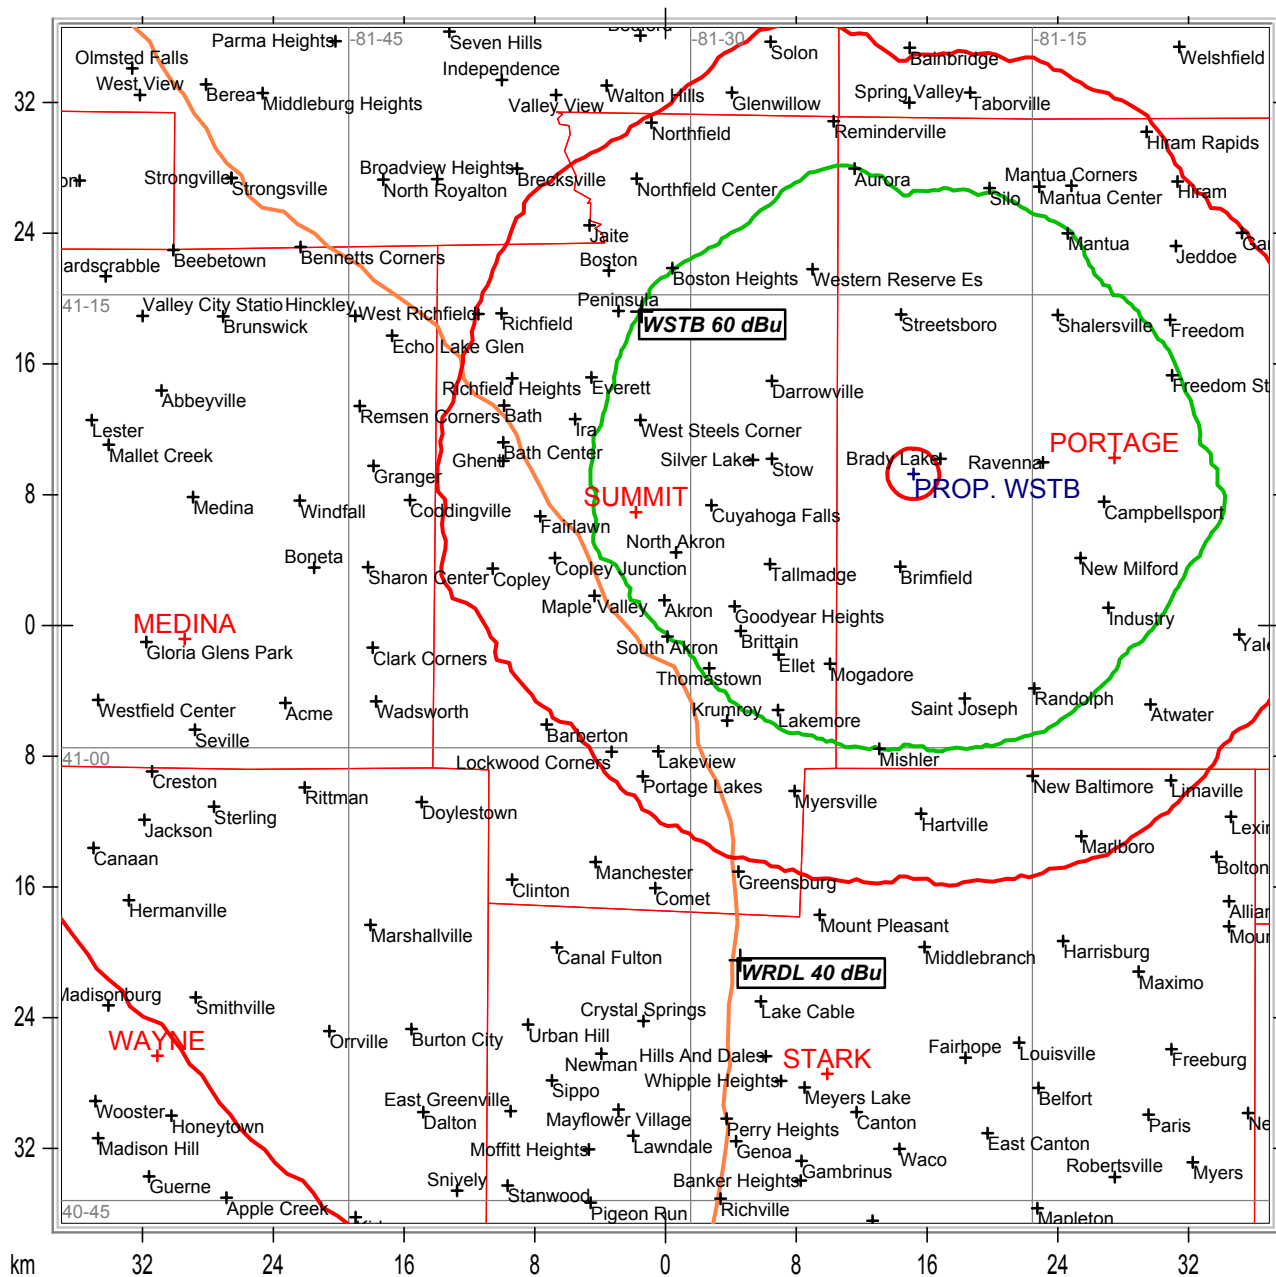 Parma Heights
-81-45
Seven Hills
-81-30
Solon
Bainbridge
-81-15
Welshfield
Olmsted Falls
Independence
West View
Berea
Middleburg Heights
Valley View
Walton Hills
Glenwillow
Spring Valley
Taborville
32
Northfield
Reminderville
Hiram Rapids
Strongville
Strongsville
Broadview Heights
North Royalton
Brecksville
Northfield Center
Aurora
Silo
Mantua Corners
Mantua Center
Hiram
24
Beebetown
Bennetts Corners
Jaite
Mantua
Jeddoe
ardscrabble
Boston
Boston Heights
Western Reserve Es
41-15
Valley City Statio
Hinckley
Brunswick
West Richfield
Richfield
Peninsula
WSTB 60 dBu
Streetsboro
Shalersville
Freedom
Echo Lake Glen
16
Abbeyville
Richfield Heights
Everett
Darrowville
Freedom St
Lester
Remsen Corners
Bath
Ira
West Steels Corner
Mallet Creek
Granger
Ghent
Bath Center
Silver Lake
Stow
Brady Lake
Ravenna
PORTAGE
8
Medina
Windfall
Coddingville
Fairlawn
SUMMIT
Cuyahoga Falls
PROP. WSTB
Campbellsport
Boneta
Sharon Center
Copley
Copley Junction
North Akron
Tallmadge
Brimfield
New Milford
0
MEDINA
Maple Valley
Akron
Goodyear Heights
Industry
Gloria Glens Park
Clark Corners
South Akron
Brittain
Yale
Thomastown
Ellet
Mogadore
Westfield Center
Acme
Wadsworth
Krumroy
Lakemore
Saint Joseph
Randolph
Atwater
Seville
Barberton
8
41-00
Lockwood Corners
Lakeview
Mishler
Creston
Rittman
Portage Lakes
Myersville
New Baltimore
Limaville
Jackson
Sterling
Doylestown
Hartville
Canaan
Marlboro
Bolton
16
Hermanville
Clinton
Manchester
Comet
Greensburg
Marshallville
Mount Pleasant
Canal Fulton
Middlebranch
Harrisburg
WRDL 40 dBu
Maximo
Madisonburg
Smithville
Crystal Springs
Lake Cable
24
WAYNE
Orrville
Burton City
Urban Hill
Newman
Hills And Dales
STARK
Fairhope
Louisville
Freeburg
Sippo
Whipple Heights
Meyers Lake
Belfort
Wooster
Honeytown
East Greenville
Dalton
Mayflower Village
Perry Heights
Canton
Paris
Ne
32
Madison Hill
Moffitt Heights
Lawndale
Genoa
Waco
East Canton
Guerne
Snively
Stanwood
Banker Heights
Gambrinus
Robertsville
Myers
40-45
Apple Creek
Pigeon Run
Richville
Mapleton
km
32
24
16
8
0
8
16
24
32